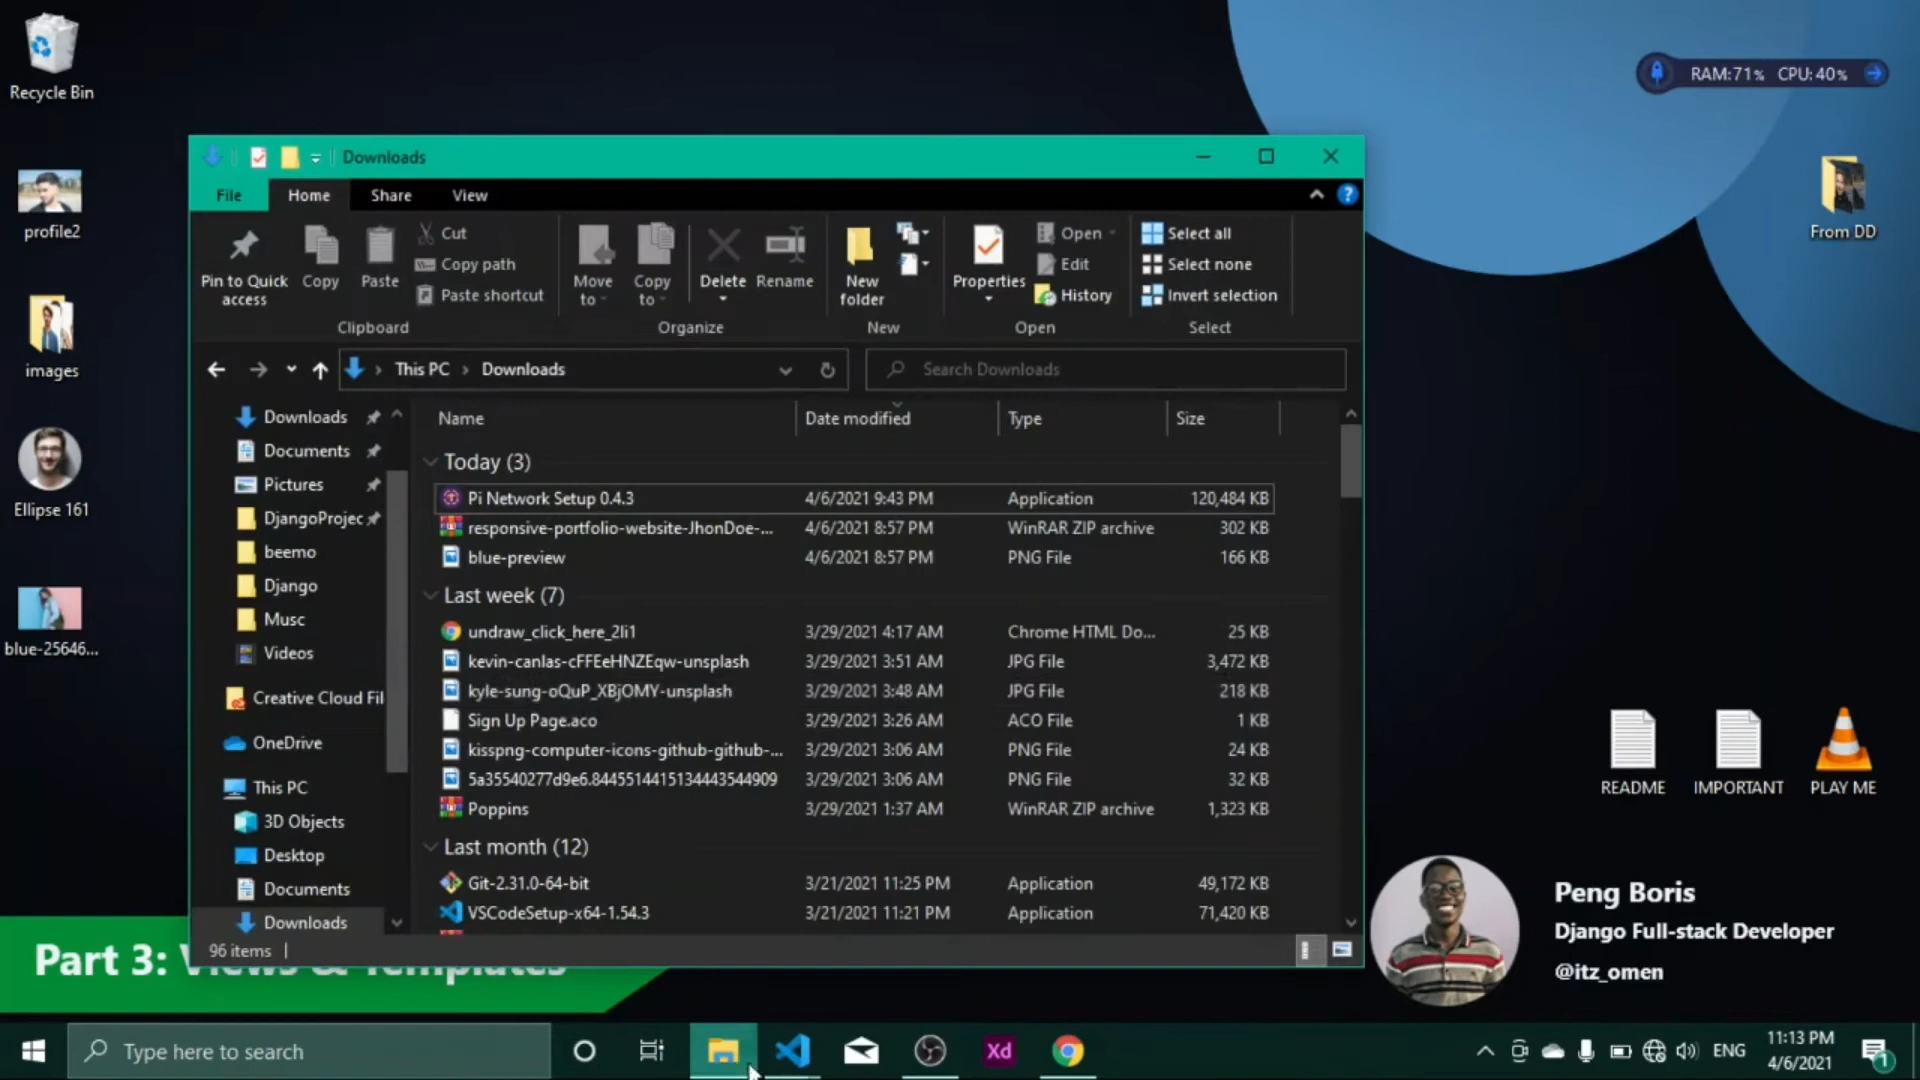 Recycle Bin
profile2
images
Ellipse 161
blue-25646...
RAM:71% CPU:40%
From DD
README
IMPORTANT
PLAY ME
Downloads
File
Home
Share
View
Pin to Quick access
Copy
Paste
Cut
Copy path
Paste shortcut
Clipboard
Move to
Copy to
Delete
Rename
Organize
New folder
New
Properties
Open
Edit
History
Open
Select all
Select none
Invert selection
Select
This PC > Downloads
Search Downloads
Downloads
Documents
Pictures
DjangoProjec
beemo
Django
Musc
Videos
Creative Cloud Fil
OneDrive
This PC
3D Objects
Desktop
Documents
Downloads
Name Date modified Type Size
Today (3)
Pi Network Setup 0.4.3 4/6/2021 9:43 PM Application 120,484 KB
responsive-portfolio-website-JhonDoe-... 4/6/2021 8:57 PM WinRAR ZIP archive 302 KB
blue-preview 4/6/2021 8:57 PM PNG File 166 KB
Last week (7)
undraw_click_here_2li1 3/29/2021 4:17 AM Chrome HTML Do... 25 KB
kevin-canlas-cFFEeHNZEqw-unsplash 3/29/2021 3:51 AM JPG File 3,472 KB
kyle-sung-oQuP_XBjOMY-unsplash 3/29/2021 3:48 AM JPG File 218 KB
Sign Up Page.aco 3/29/2021 3:26 AM ACO File 1 KB
kisspng-computer-icons-github-github-... 3/29/2021 3:06 AM PNG File 24 KB
5a35540277d9e6.8445514415134443544909 3/29/2021 3:06 AM PNG File 32 KB
Poppins 3/29/2021 1:37 AM WinRAR ZIP archive 1,323 KB
Last month (12)
Git-2.31.0-64-bit 3/21/2021 11:25 PM Application 49,172 KB
VSCodeSetup-x64-1.54.3 3/21/2021 11:21 PM Application 71,420 KB
96 items
Part 3: Views & Templates
Peng Boris
Django Full-stack Developer
@itz_omen
Type here to search
Xd
ENG
11:13 PM
4/6/2021
1